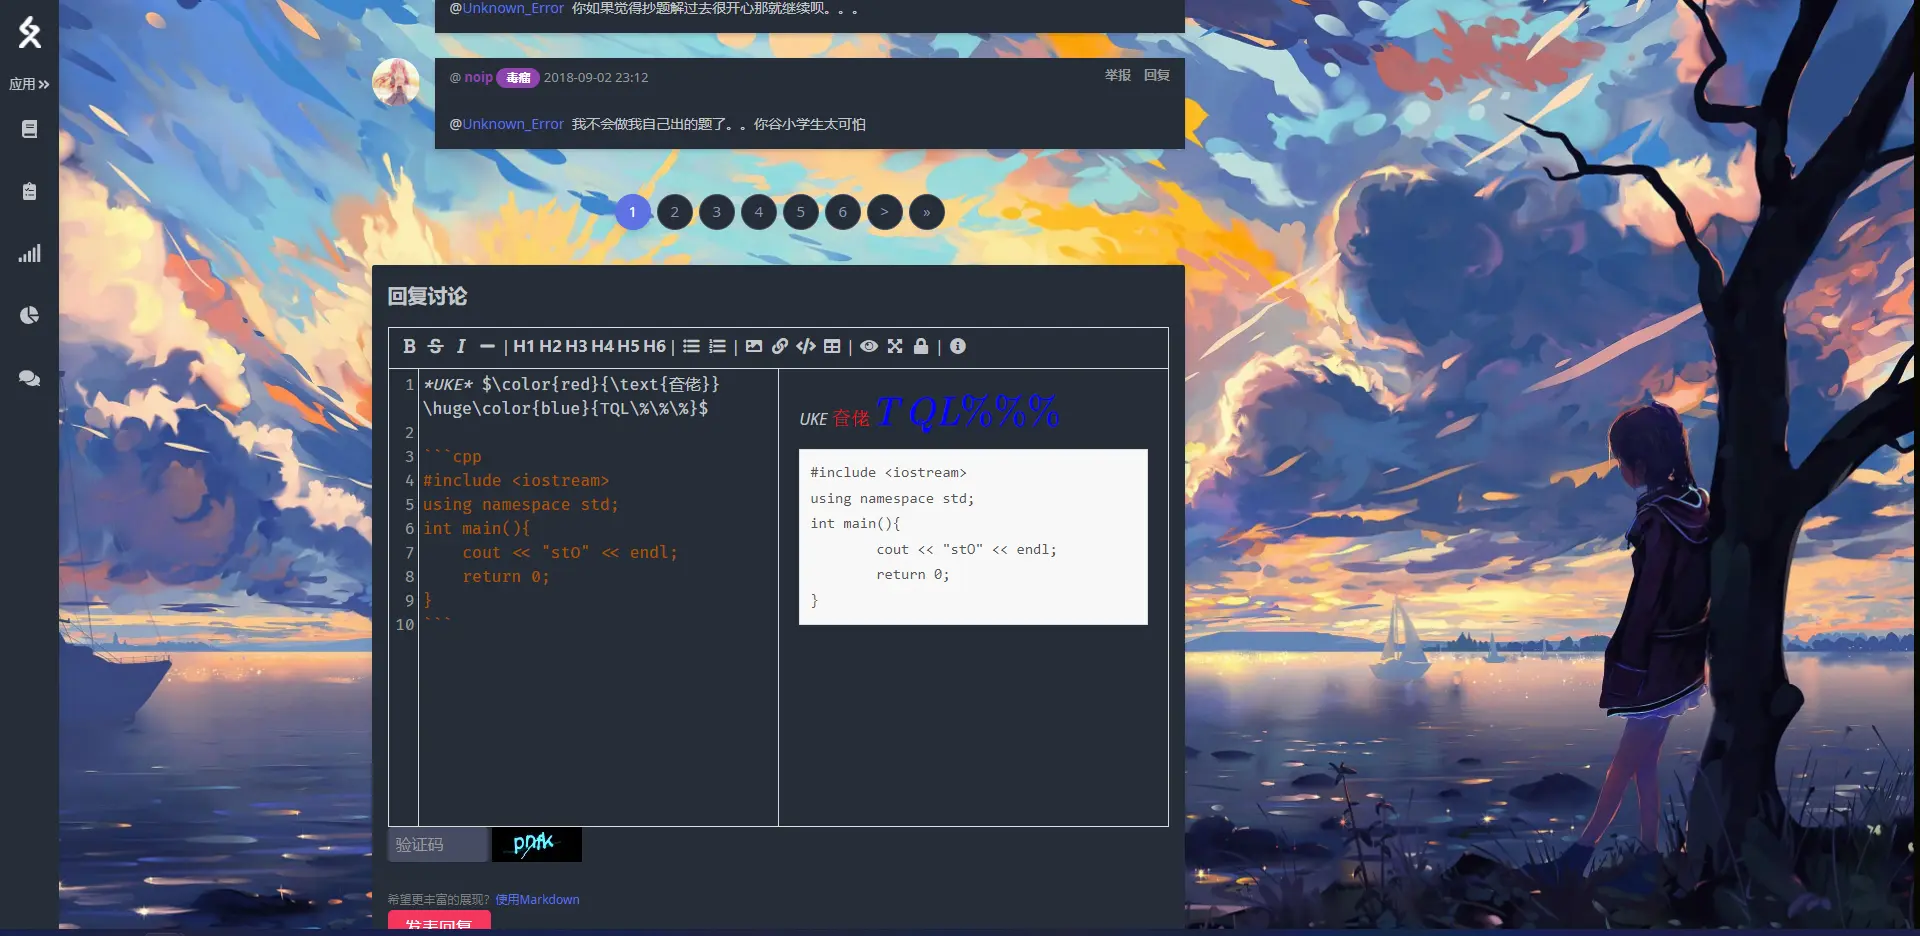 应用
@Unknown_Error 你如果觉得抄题解过去很开心那就继续呗。。。
@ noip 毒瘤 2018-09-02 23:12 举报 回复
@Unknown_Error 我不会做我自己出的题了。。你谷小学生太可怕
1 2 3 4 5 6 > »
回复讨论
B S I | H1 H2 H3 H4 H5 H6 | | |
1 *UKE* $\color{red}{\text{奆佬}}
\huge\color{blue}{TQL\%\%\%}$
2
3 ```cpp
4 #include <iostream>
5 using namespace std;
6 int main(){
7 cout << "stO" << endl;
8 return 0;
9 }
10 ```
UKE 奆佬 TQL%%%
#include <iostream>
using namespace std;
int main(){
cout << "stO" << endl;
return 0;
}
验证码
希望更丰富的展现? 使用Markdown
发表回复